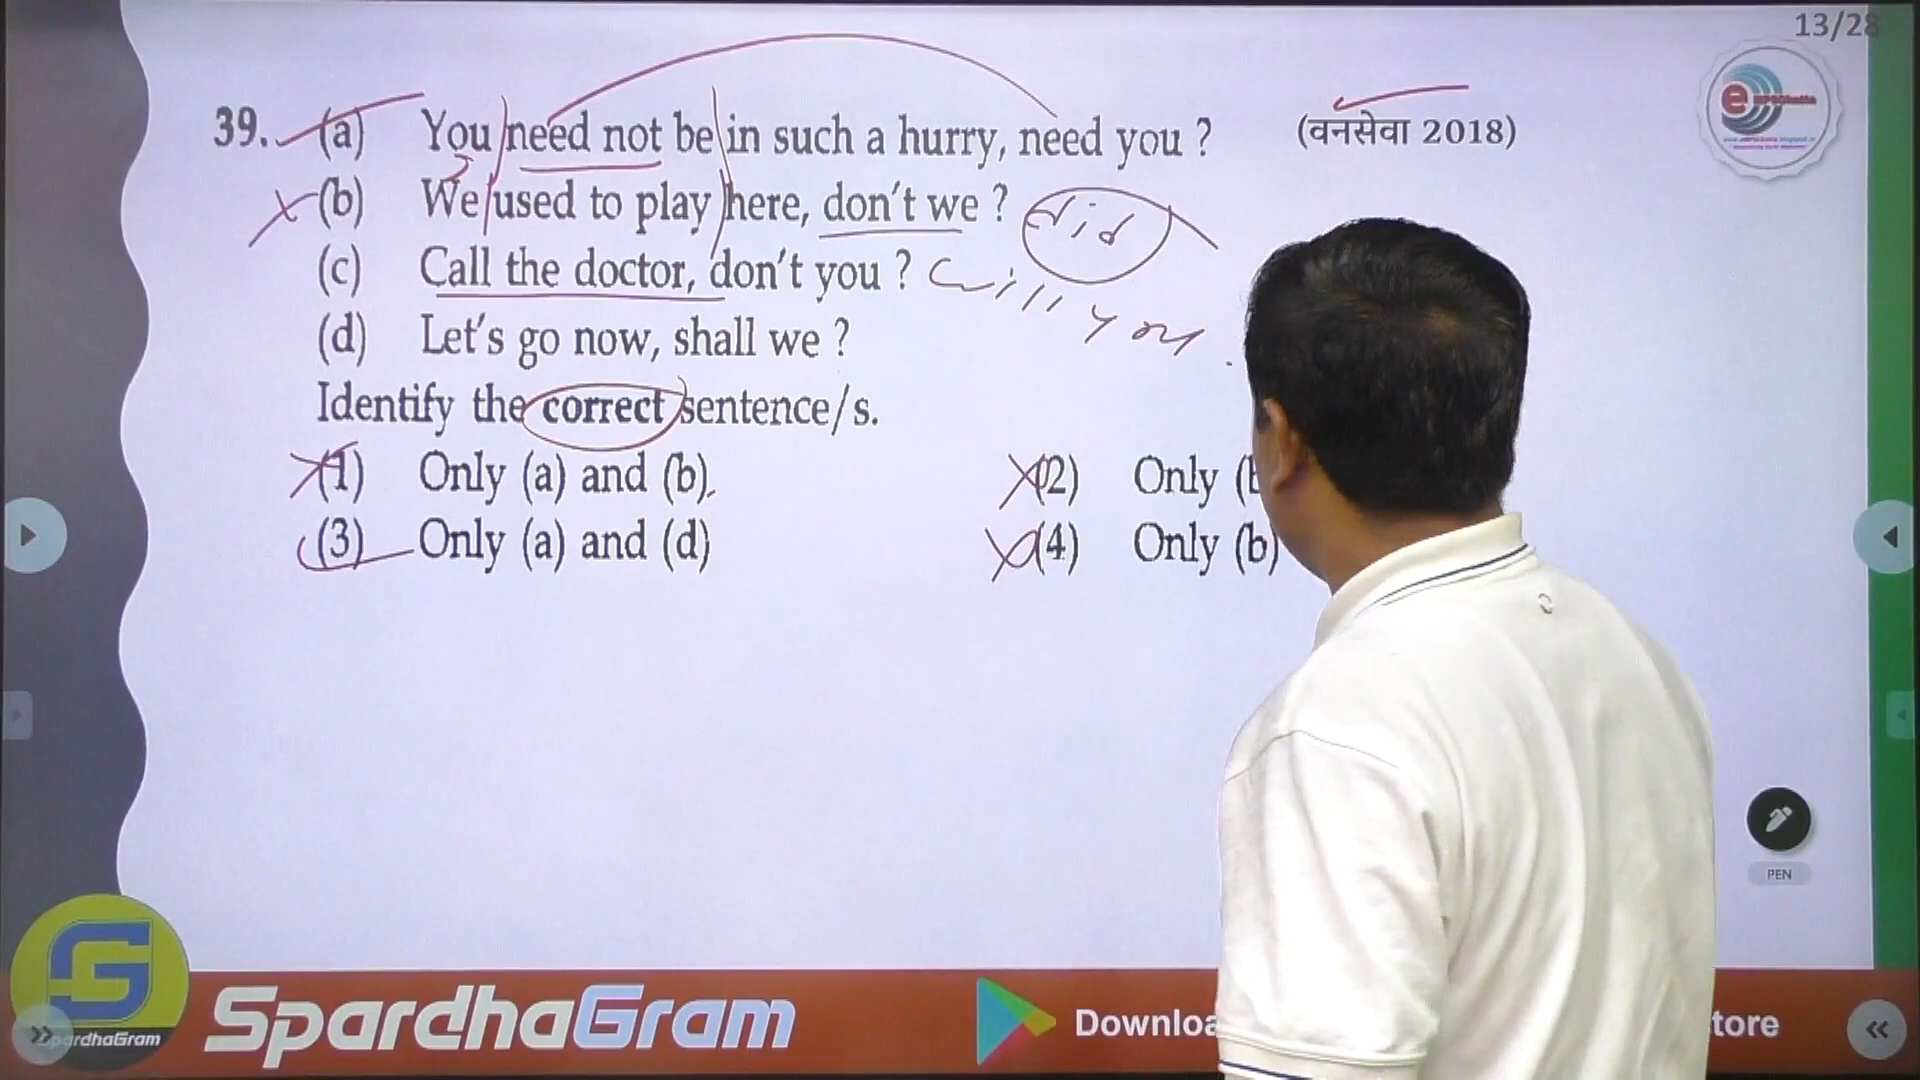 13/28
39. (a) You need not be in such a hurry, need you ? (वनसेवा 2018)
(b) We used to play here, don't we ? did
(c) Call the doctor, don't you ? will you
(d) Let's go now, shall we ?
Identify the correct sentence/s.
(1) Only (a) and (b) (2) Only
(3) Only (a) and (d) (4) Only (b)
PEN
SpardhaGram
SpardhaGram